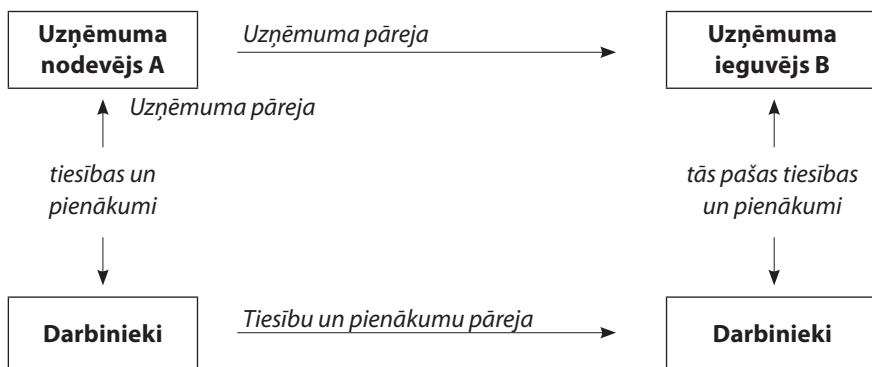 Uzņēmuma
nodevējs A
Uzņēmuma pāreja
Uzņēmuma
ieguvējs B
Uzņēmuma pāreja
tiesības un
pienākumi
tās pašas tiesības
un pienākumi
Darbinieki
Tiesību un pienākumu pāreja
Darbinieki